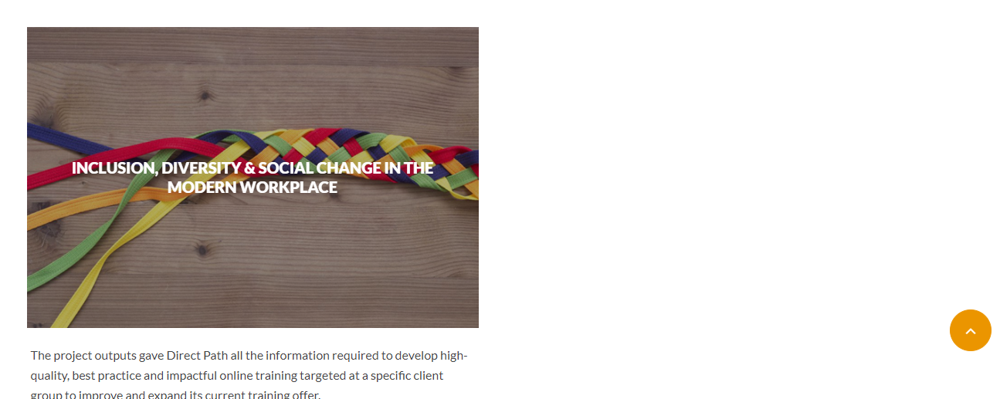 INCLUSION, DIVERSITY & SOCIAL CHANGE IN THE
MODERN WORKPLACE
The project outputs gave Direct Path all the information required to develop high-
quality, best practice and impactful online training targeted at a specific client
group to improve and expand its current training offer.